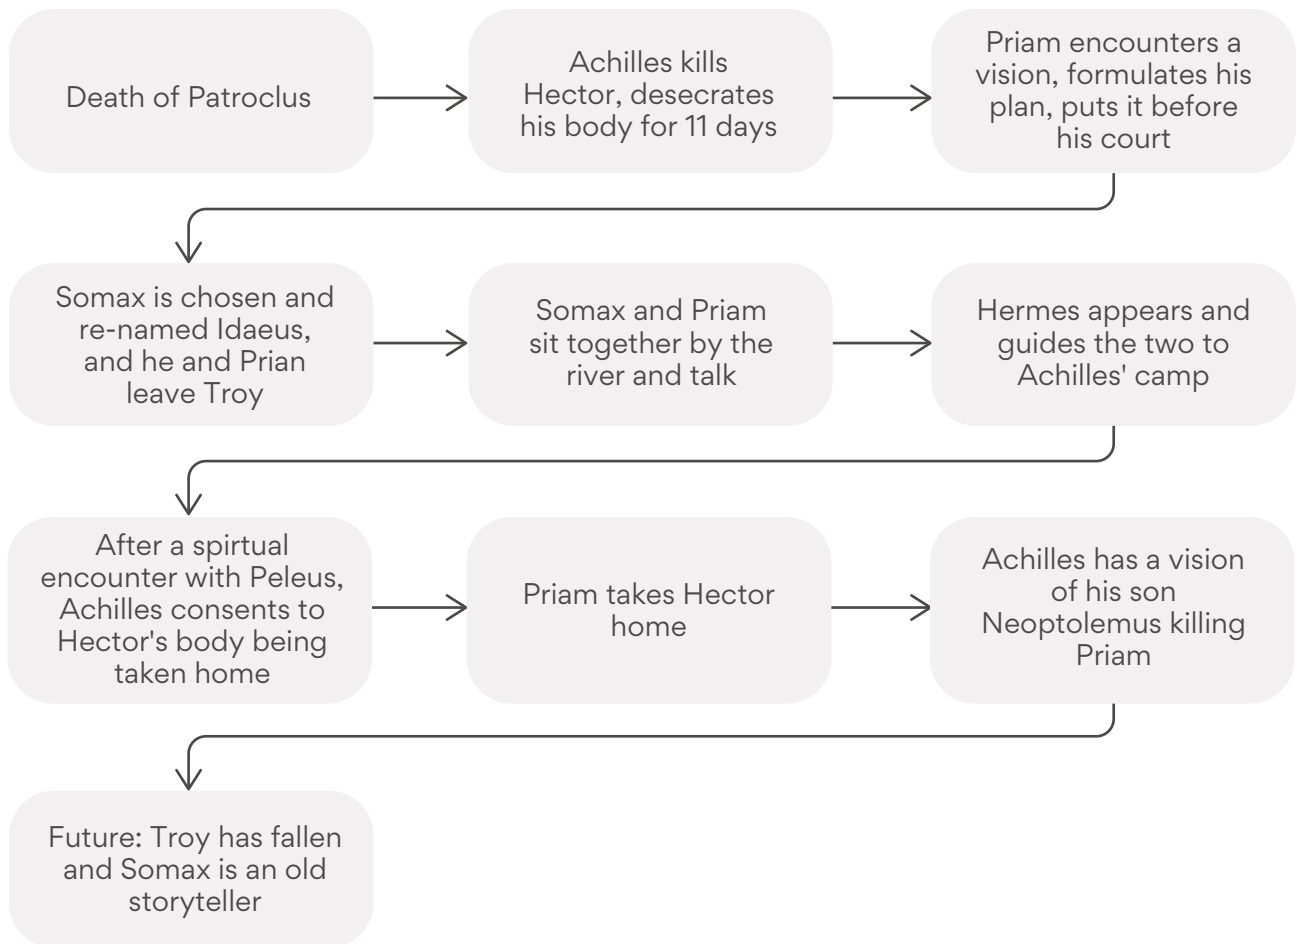 Death of Patroclus
Achilles kills
Hector, desecrates
his body for 11 days
Priam encounters a
vision, formulates his
plan, puts it before
his court
Somax is chosen and
re-named Idaeus,
and he and Prian
leave Troy
Somax and Priam
sit together by the
river and talk
Hermes appears and
guides the two to
Achilles' camp
After a spirtual
encounter with Peleus,
Achilles consents to
Hector's body being
taken home
Priam takes Hector
home
Achilles has a vision
of his son
Neoptolemus killing
Priam
Future: Troy has fallen
and Somax is an old
storyteller